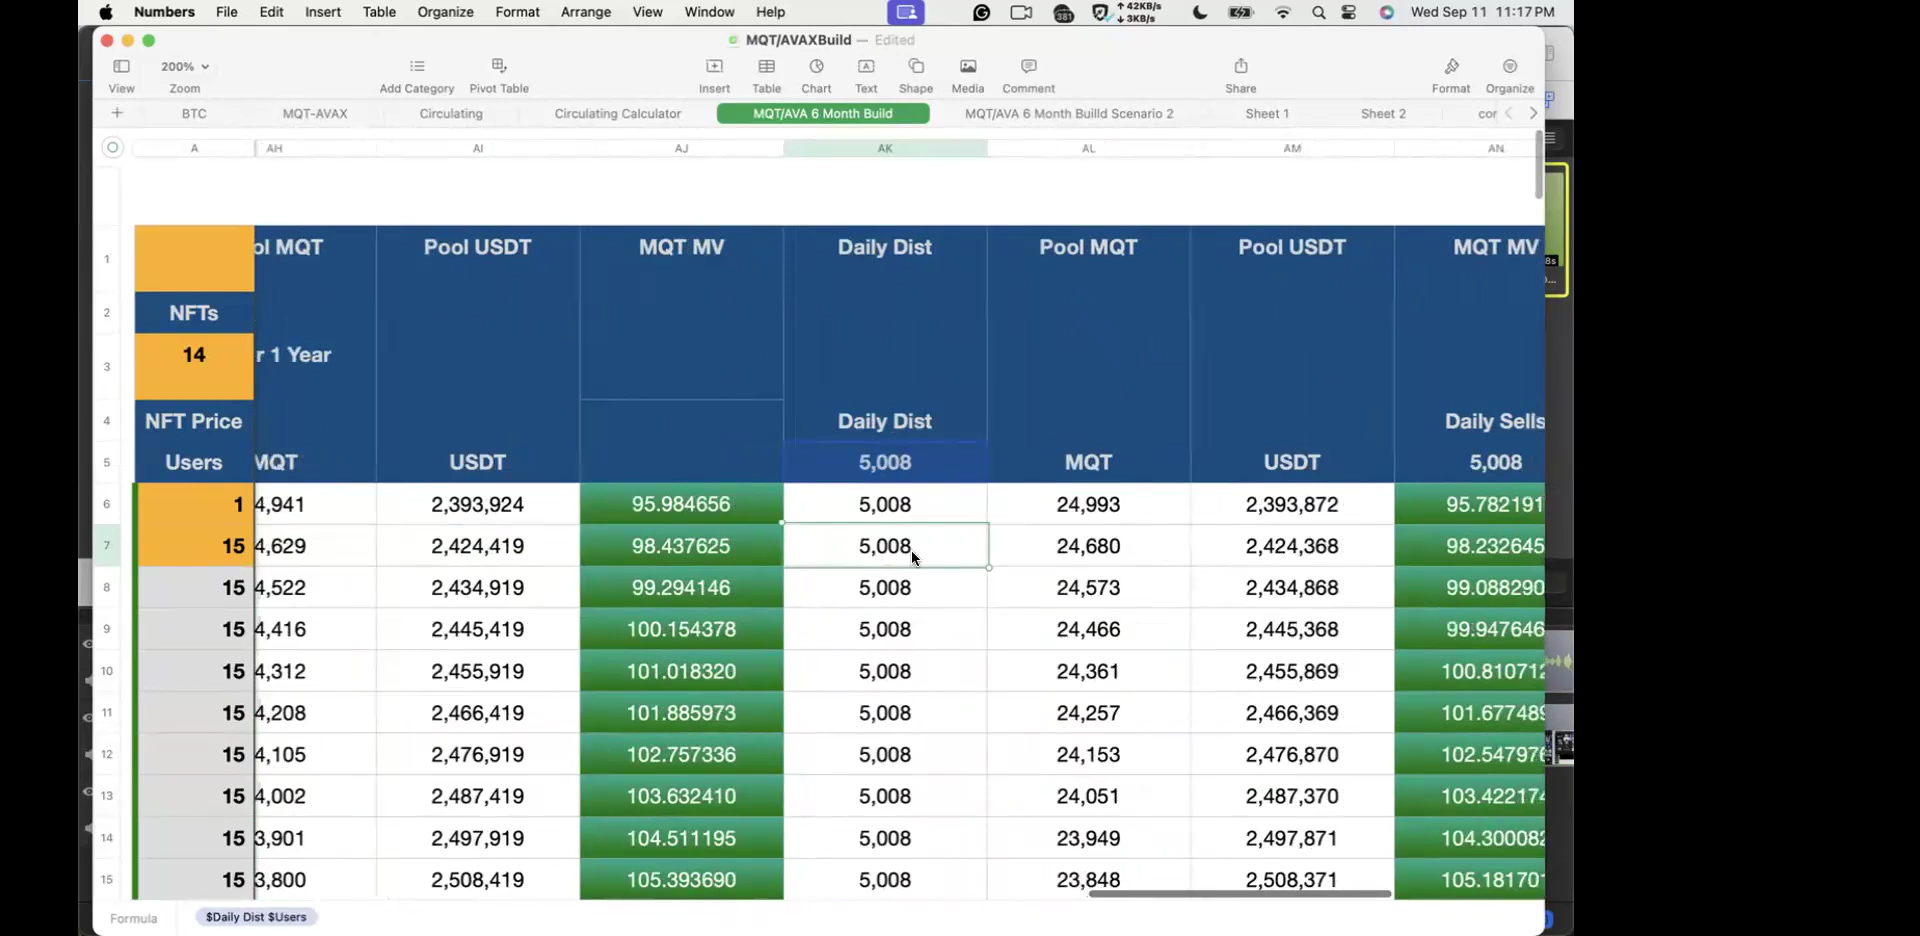 Numbers File Edit Insert Table Organize Format Arrange View Window Help 381 42KB/s 3KB/s Wed Sep 11 11:17 PM
MQT/AVAXBuild — Edited
200%
View Zoom Add Category Pivot Table Insert Table Chart Text Shape Media Comment Share Format Organize
BTC MQT-AVAX Circulating Circulating Calculator MQT/AVA 6 Month Build MQT/AVA 6 Month Builld Scenario 2 Sheet 1 Sheet 2 cor
A AH AI AJ AK AL AM AN
1 ol MQT Pool USDT MQT MV Daily Dist Pool MQT Pool USDT MQT MV
2 NFTs
3 14 r 1 Year
4 NFT Price Daily Dist Daily Sells
5 Users MQT USDT 5,008 MQT USDT 5,008
6 1 4,941 2,393,924 95.984656 5,008 24,993 2,393,872 95.782191
7 15 4,629 2,424,419 98.437625 5,008 24,680 2,424,368 98.232645
8 15 4,522 2,434,919 99.294146 5,008 24,573 2,434,868 99.088290
9 15 4,416 2,445,419 100.154378 5,008 24,466 2,445,368 99.947646
10 15 4,312 2,455,919 101.018320 5,008 24,361 2,455,869 100.810712
11 15 4,208 2,466,419 101.885973 5,008 24,257 2,466,369 101.677489
12 15 4,105 2,476,919 102.757336 5,008 24,153 2,476,870 102.547976
13 15 4,002 2,487,419 103.632410 5,008 24,051 2,487,370 103.422174
14 15 3,901 2,497,919 104.511195 5,008 23,949 2,497,871 104.300082
15 15 3,800 2,508,419 105.393690 5,008 23,848 2,508,371 105.181701
Formula $Daily Dist $Users